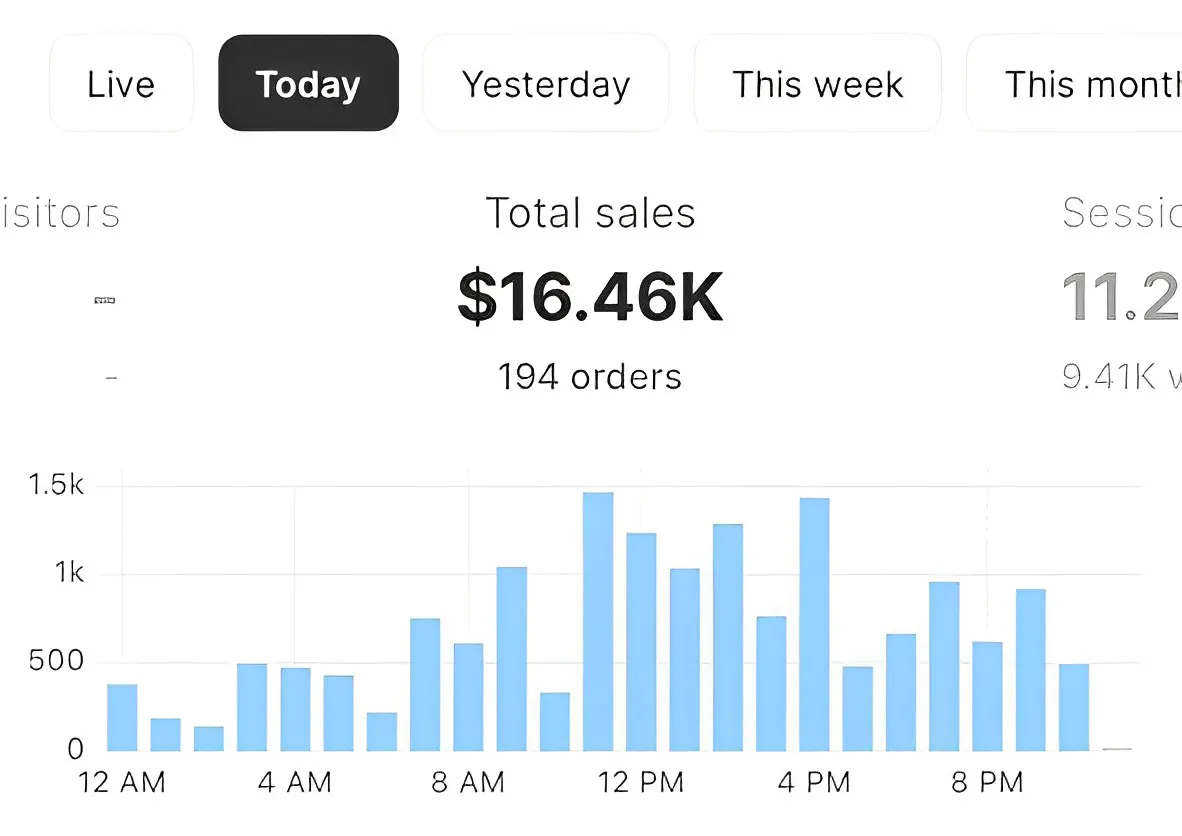 Live Today Yesterday This week This month
isitors Total sales Sessio
$16.46K 11.2
194 orders 9.41K v
1.5k
1k
500
0
12 AM 4 AM 8 AM 12 PM 4 PM 8 PM